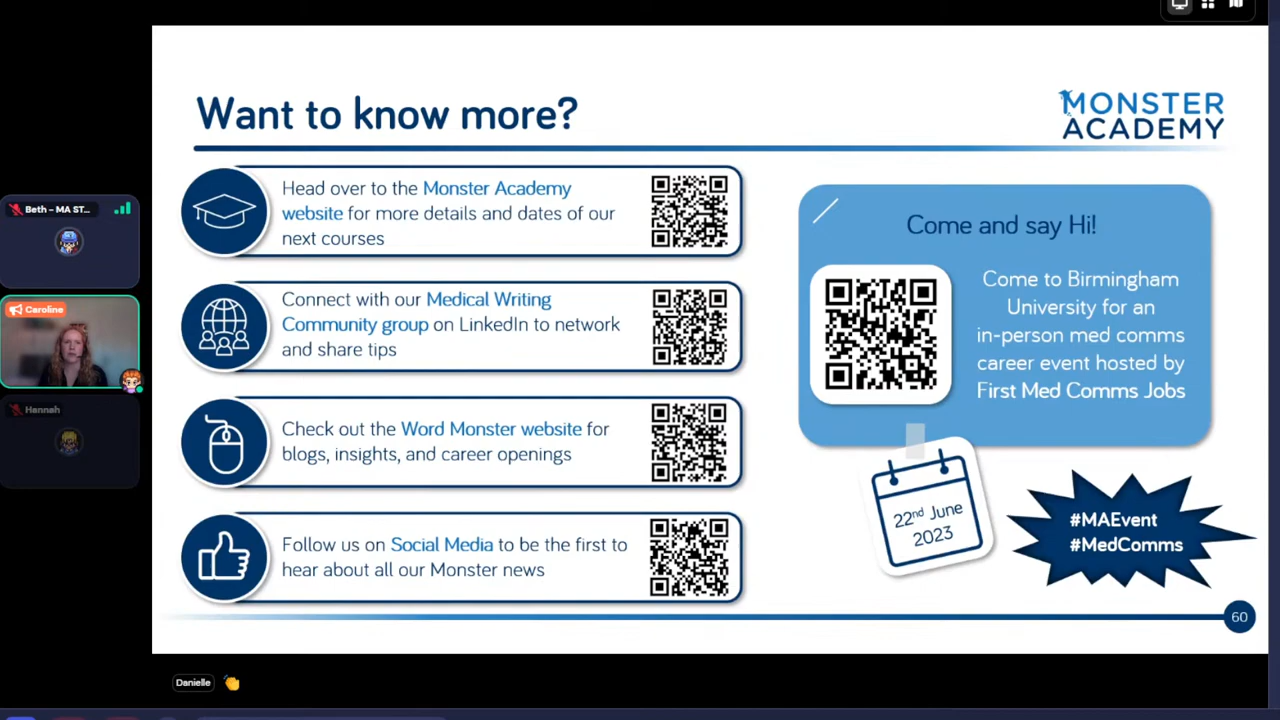 Want to know more?
MONSTER
ACADEMY
Head over to the Monster Academy
website for more details and dates of our
next courses
Connect with our Medical Writing
Community group on LinkedIn to network
and share tips
Check out the Word Monster website for
blogs, insights, and career openings
Follow us on Social Media to be the first to
hear about all our Monster news
Come and say Hi!
Come to Birmingham
University for an
in-person med comms
career event hosted by
First Med Comms Jobs
22nd June
2023
#MAEvent
#MedComms
60
Beth – MA ST...
Caroline
Hannah
Danielle